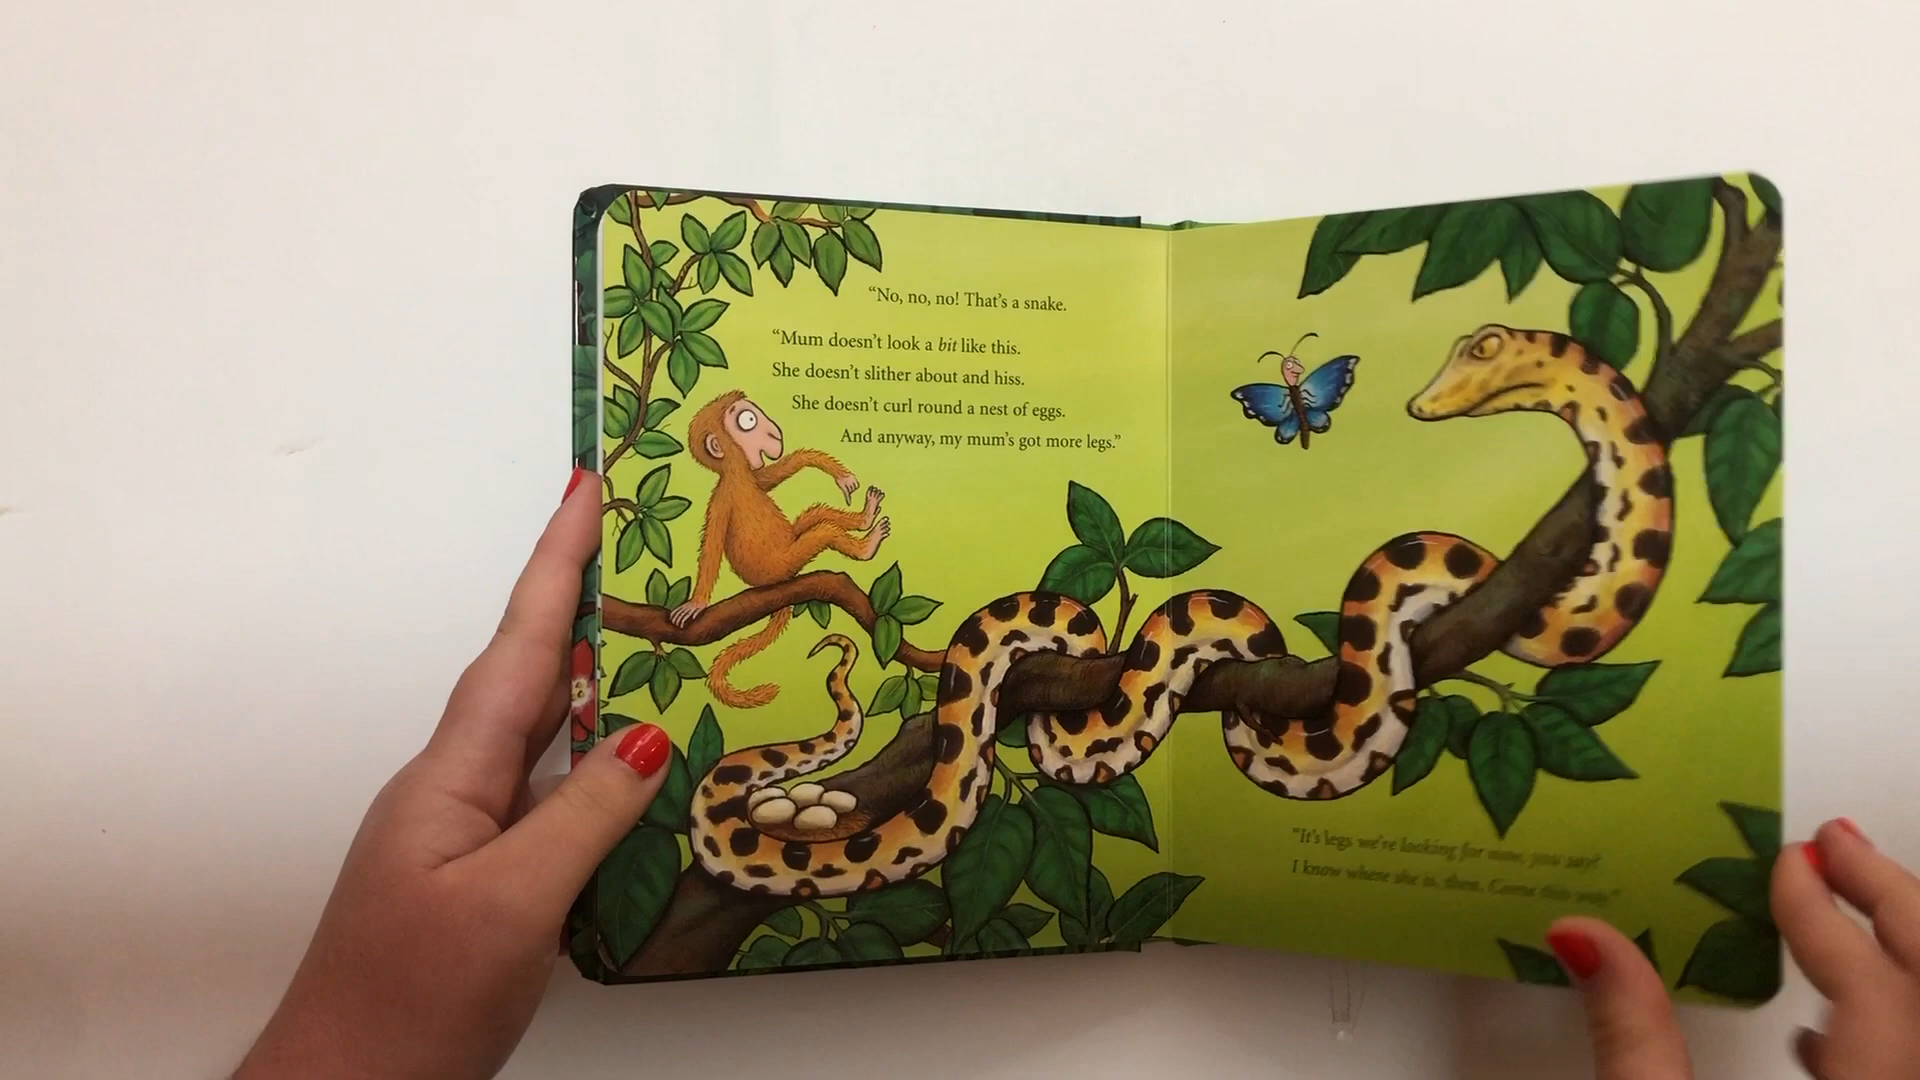 “No, no, no! That’s a snake.
“Mum doesn’t look a bit like this.
She doesn’t slither about and hiss.
She doesn’t curl round a nest of eggs.
And anyway, my mum’s got more legs.”
“It’s legs we’re looking for now, you say?
I know where she is, then. Come this way!”